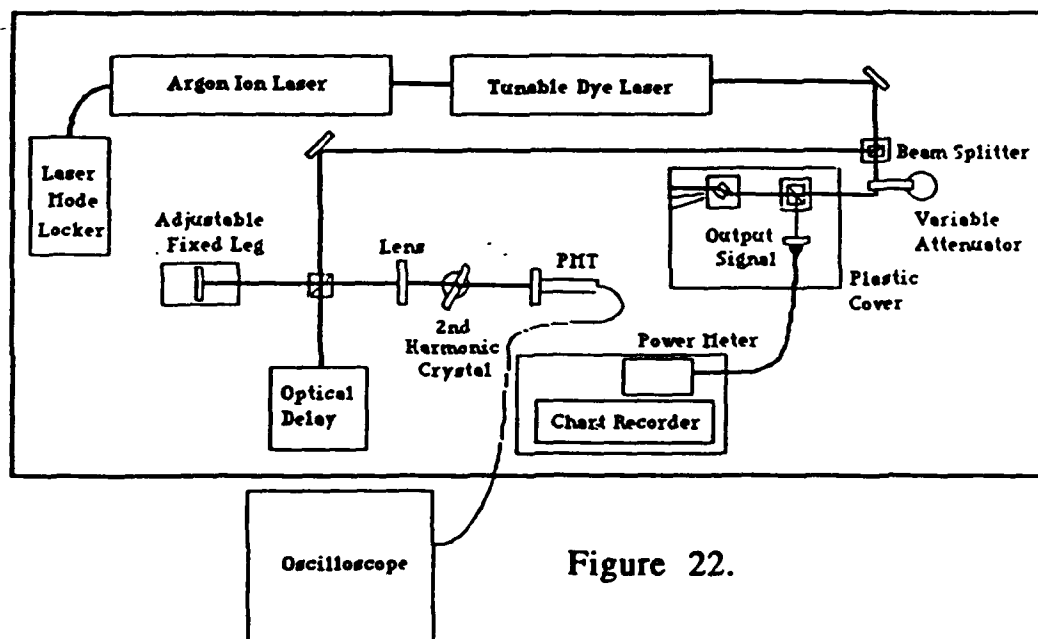 Argon Ion Laser
Tunable Dye Laser
Laser
Mode
Locker
Beam Splitter
Adjustable
Fixed Leg
Lens
PMT
Output
Signal
Variable
Attenuator
Plastic
Cover
2nd
Harmonic
Crystal
Power Meter
Optical
Delay
Chart Recorder
Oscilloscope
Figure 22.